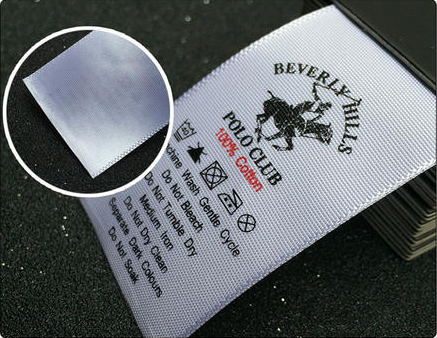 BEVERLY HILLS
POLO CLUB
100% Cotton
Wash Gentle Cycle
Do Not Bleach
Do Not Tumble Dry
Medium Iron
Do Not Dry Clean
Separate Dark Colours
Do Not Soak